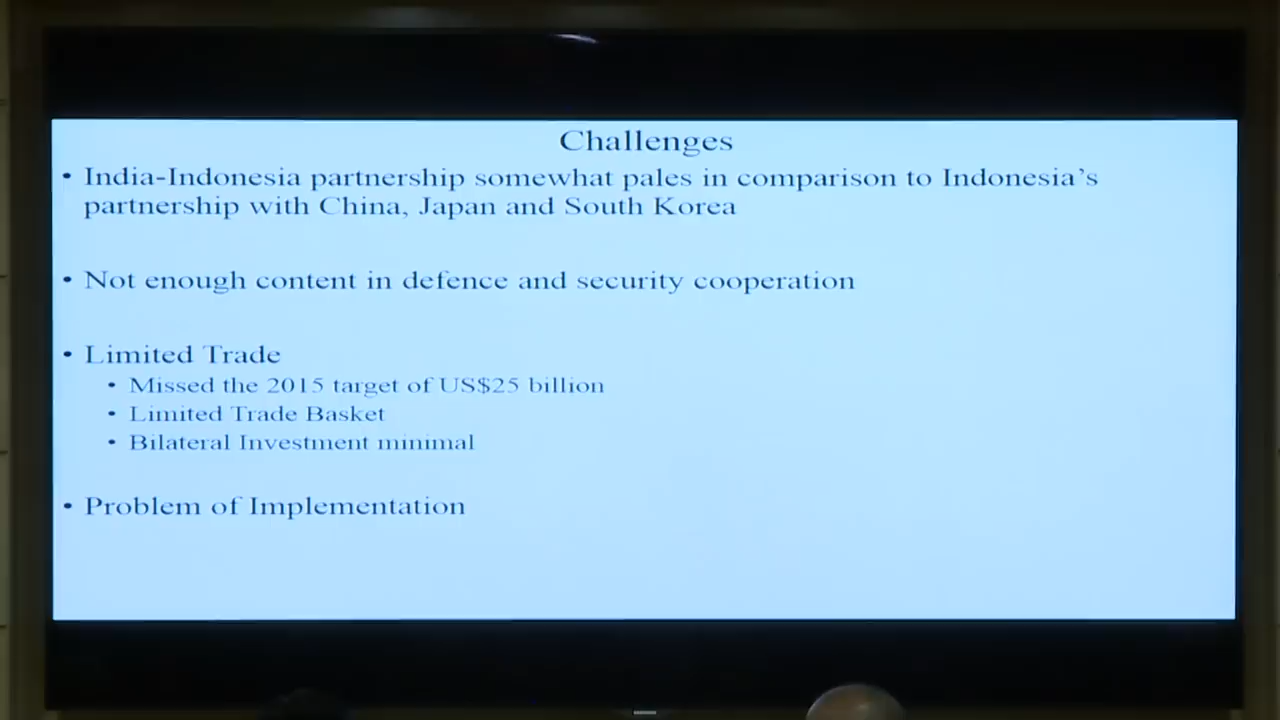 Challenges
• India-Indonesia partnership somewhat pales in comparison to Indonesia's
partnership with China, Japan and South Korea
• Not enough content in defence and security cooperation
• Limited Trade
• Missed the 2015 target of US$25 billion
• Limited Trade Basket
• Bilateral Investment minimal
• Problem of Implementation